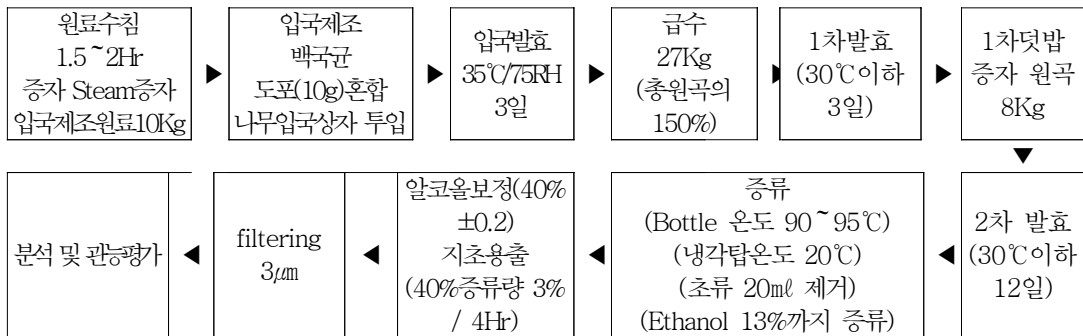 원료수침
1.5~2Hr
증자 Steam증자
입국제조원료10Kg
▶
입국제조
백국균
도포(10g)혼합
나무입국상자 투입
▶
입국발효
35℃/75RH
3일
▶
급수
27Kg
(총원곡의
150%)
▶
1차발효
(30℃이하
3일)
▶
1차덧밥
증자 원곡
8Kg
▼
2차 발효
(30℃이하
12일)
◀
증류
(Bottle 온도 90~95℃)
(냉각탑온도 20℃)
(초류 20㎖ 제거)
(Ethanol 13%까지 증류)
◀
알코올보정(40%
±0.2)
지초용출
(40%증류량 3%
/ 4Hr)
◀
filtering
3㎛
◀
분석 및 관능평가